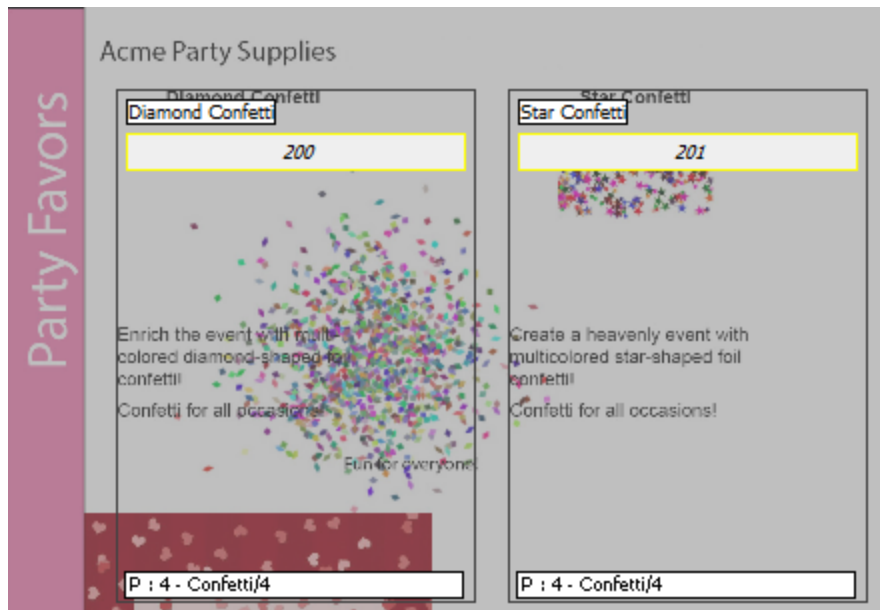 Party Favors
Acme Party Supplies
Diamond Confetti
Diamond Confetti
200
Enrich the event with multi-
colored diamond-shaped foil
confetti!
Confetti for all occasions!
Fun for everyone!
P : 4 - Confetti/4
Star Confetti
Star Confetti
201
Create a heavenly event with
multicolored star-shaped foil
confetti!
Confetti for all occasions!
P : 4 - Confetti/4